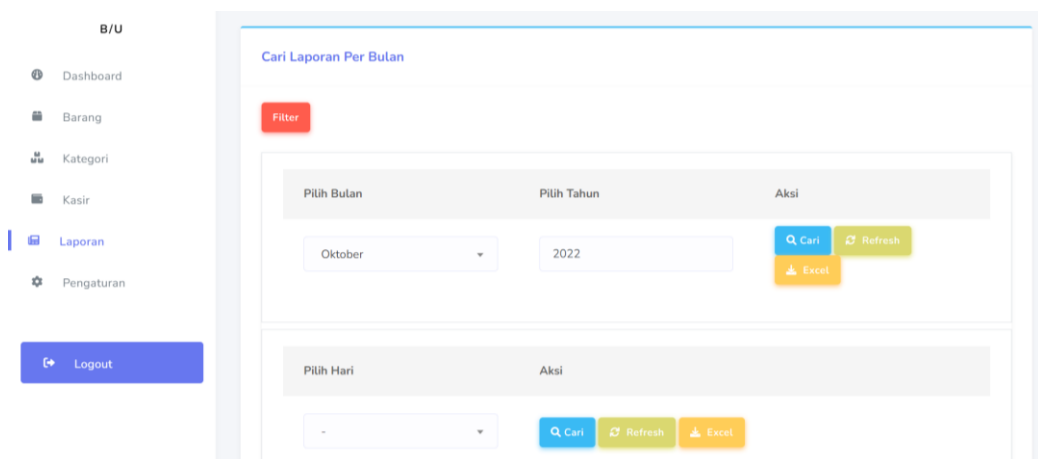 B/U
Dashboard
Barang
Kategori
Kasir
Laporan
Pengaturan
Logout
Cari Laporan Per Bulan
Filter
Pilih Bulan Pilih Tahun Aksi
Oktober 2022 Cari Refresh
Excel
Pilih Hari Aksi
- Cari Refresh Excel